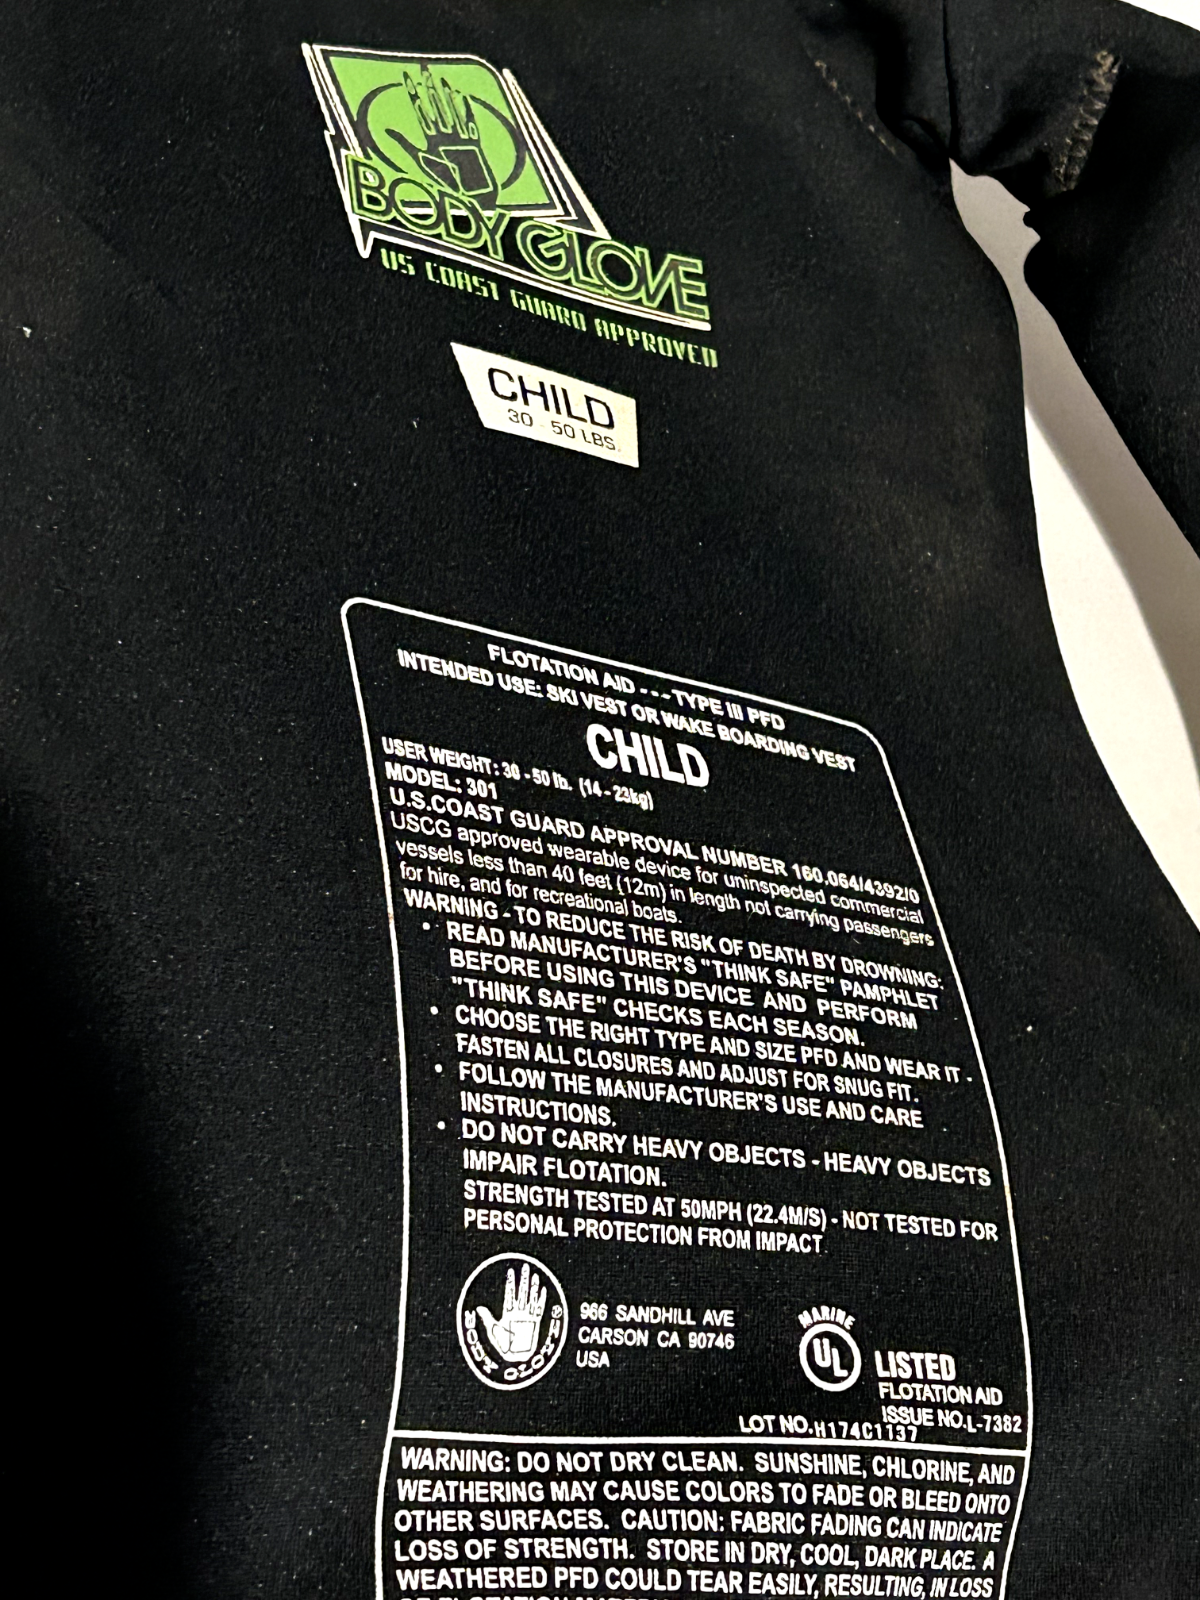 BODY GLOVE
US COAST GUARD APPROVED
CHILD
30 - 50 LBS.
FLOTATION AID - - - TYPE III PFD
INTENDED USE: SKI VEST OR WAKE BOARDING VEST
CHILD
USER WEIGHT: 30 - 50 lb. (14 - 23kg)
MODEL: 301
U.S.COAST GUARD APPROVAL NUMBER 160.064/4392/0
USCG approved wearable device for uninspected commercial
vessels less than 40 feet (12m) in length not carrying passengers
for hire, and for recreational boats.
WARNING - TO REDUCE THE RISK OF DEATH BY DROWNING:
• READ MANUFACTURER'S "THINK SAFE" PAMPHLET
BEFORE USING THIS DEVICE AND PERFORM
"THINK SAFE" CHECKS EACH SEASON.
• CHOOSE THE RIGHT TYPE AND SIZE PFD AND WEAR IT -
FASTEN ALL CLOSURES AND ADJUST FOR SNUG FIT.
• FOLLOW THE MANUFACTURER'S USE AND CARE
INSTRUCTIONS.
• DO NOT CARRY HEAVY OBJECTS - HEAVY OBJECTS
IMPAIR FLOTATION.
STRENGTH TESTED AT 50MPH (22.4M/S) - NOT TESTED FOR
PERSONAL PROTECTION FROM IMPACT
BODY GLOVE ®
966 SANDHILL AVE
CARSON CA 90746
USA
MARINE
UL LISTED
FLOTATION AID
ISSUE NO.L-7382
LOT NO.H174C1137
WARNING: DO NOT DRY CLEAN. SUNSHINE, CHLORINE, AND
WEATHERING MAY CAUSE COLORS TO FADE OR BLEED ONTO
OTHER SURFACES. CAUTION: FABRIC FADING CAN INDICATE
LOSS OF STRENGTH. STORE IN DRY, COOL, DARK PLACE. A
WEATHERED PFD COULD TEAR EASILY, RESULTING, IN LOSS